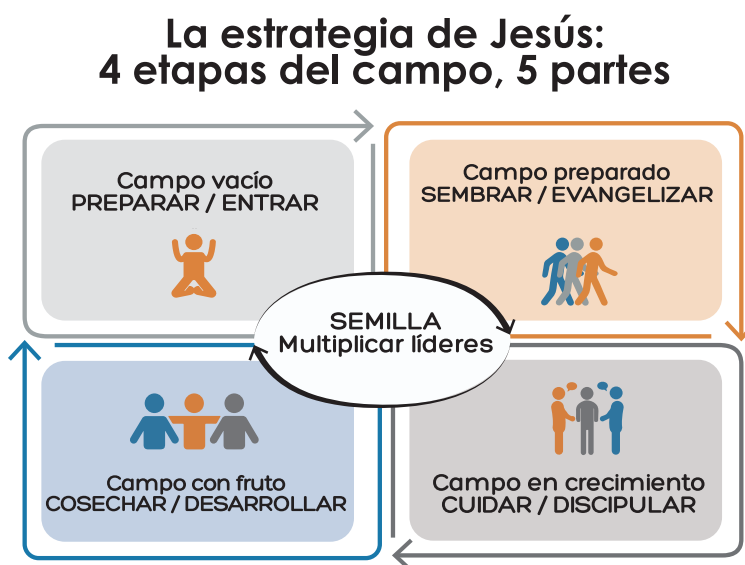 La estrategia de Jesús:
4 etapas del campo, 5 partes
Campo vacío
PREPARAR / ENTRAR
Campo preparado
SEMBRAR / EVANGELIZAR
SEMILLA
Multiplicar líderes
Campo con fruto
COSECHAR / DESARROLLAR
Campo en crecimiento
CUIDAR / DISCIPULAR